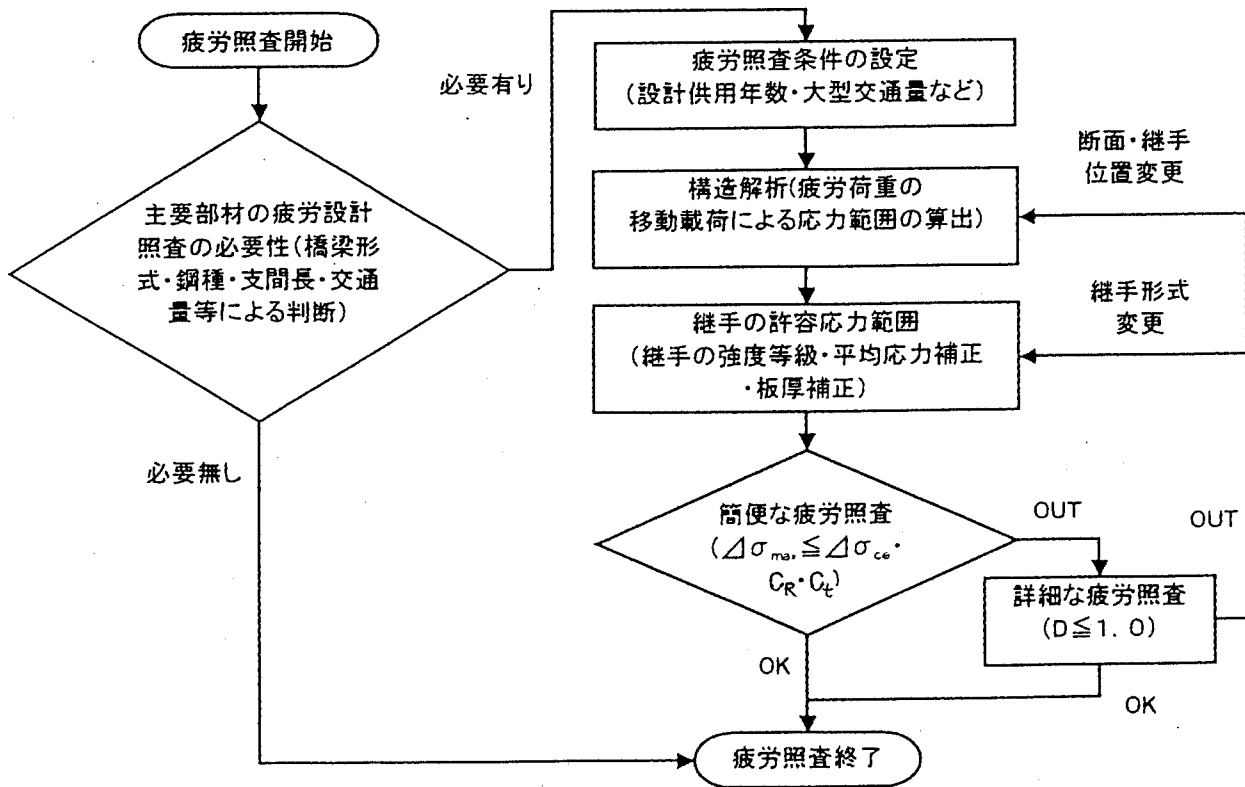 疲労照査開始
必要有り
主要部材の疲労設計
照査の必要性(橋梁形
式・鋼種・支間長・交通
量等による判断)
必要無し
疲労照査条件の設定
(設計供用年数・大型交通量など)
構造解析(疲労荷重の
移動載荷による応力範囲の算出)
断面・継手
位置変更
継手の許容応力範囲
(継手の強度等級・平均応力補正
・板厚補正)
継手形式
変更
簡便な疲労照査
(⊿σma. ≦ ⊿σce・
CR・Ct)
OUT
OUT
詳細な疲労照査
(D≦1.0)
OK
OK
疲労照査終了